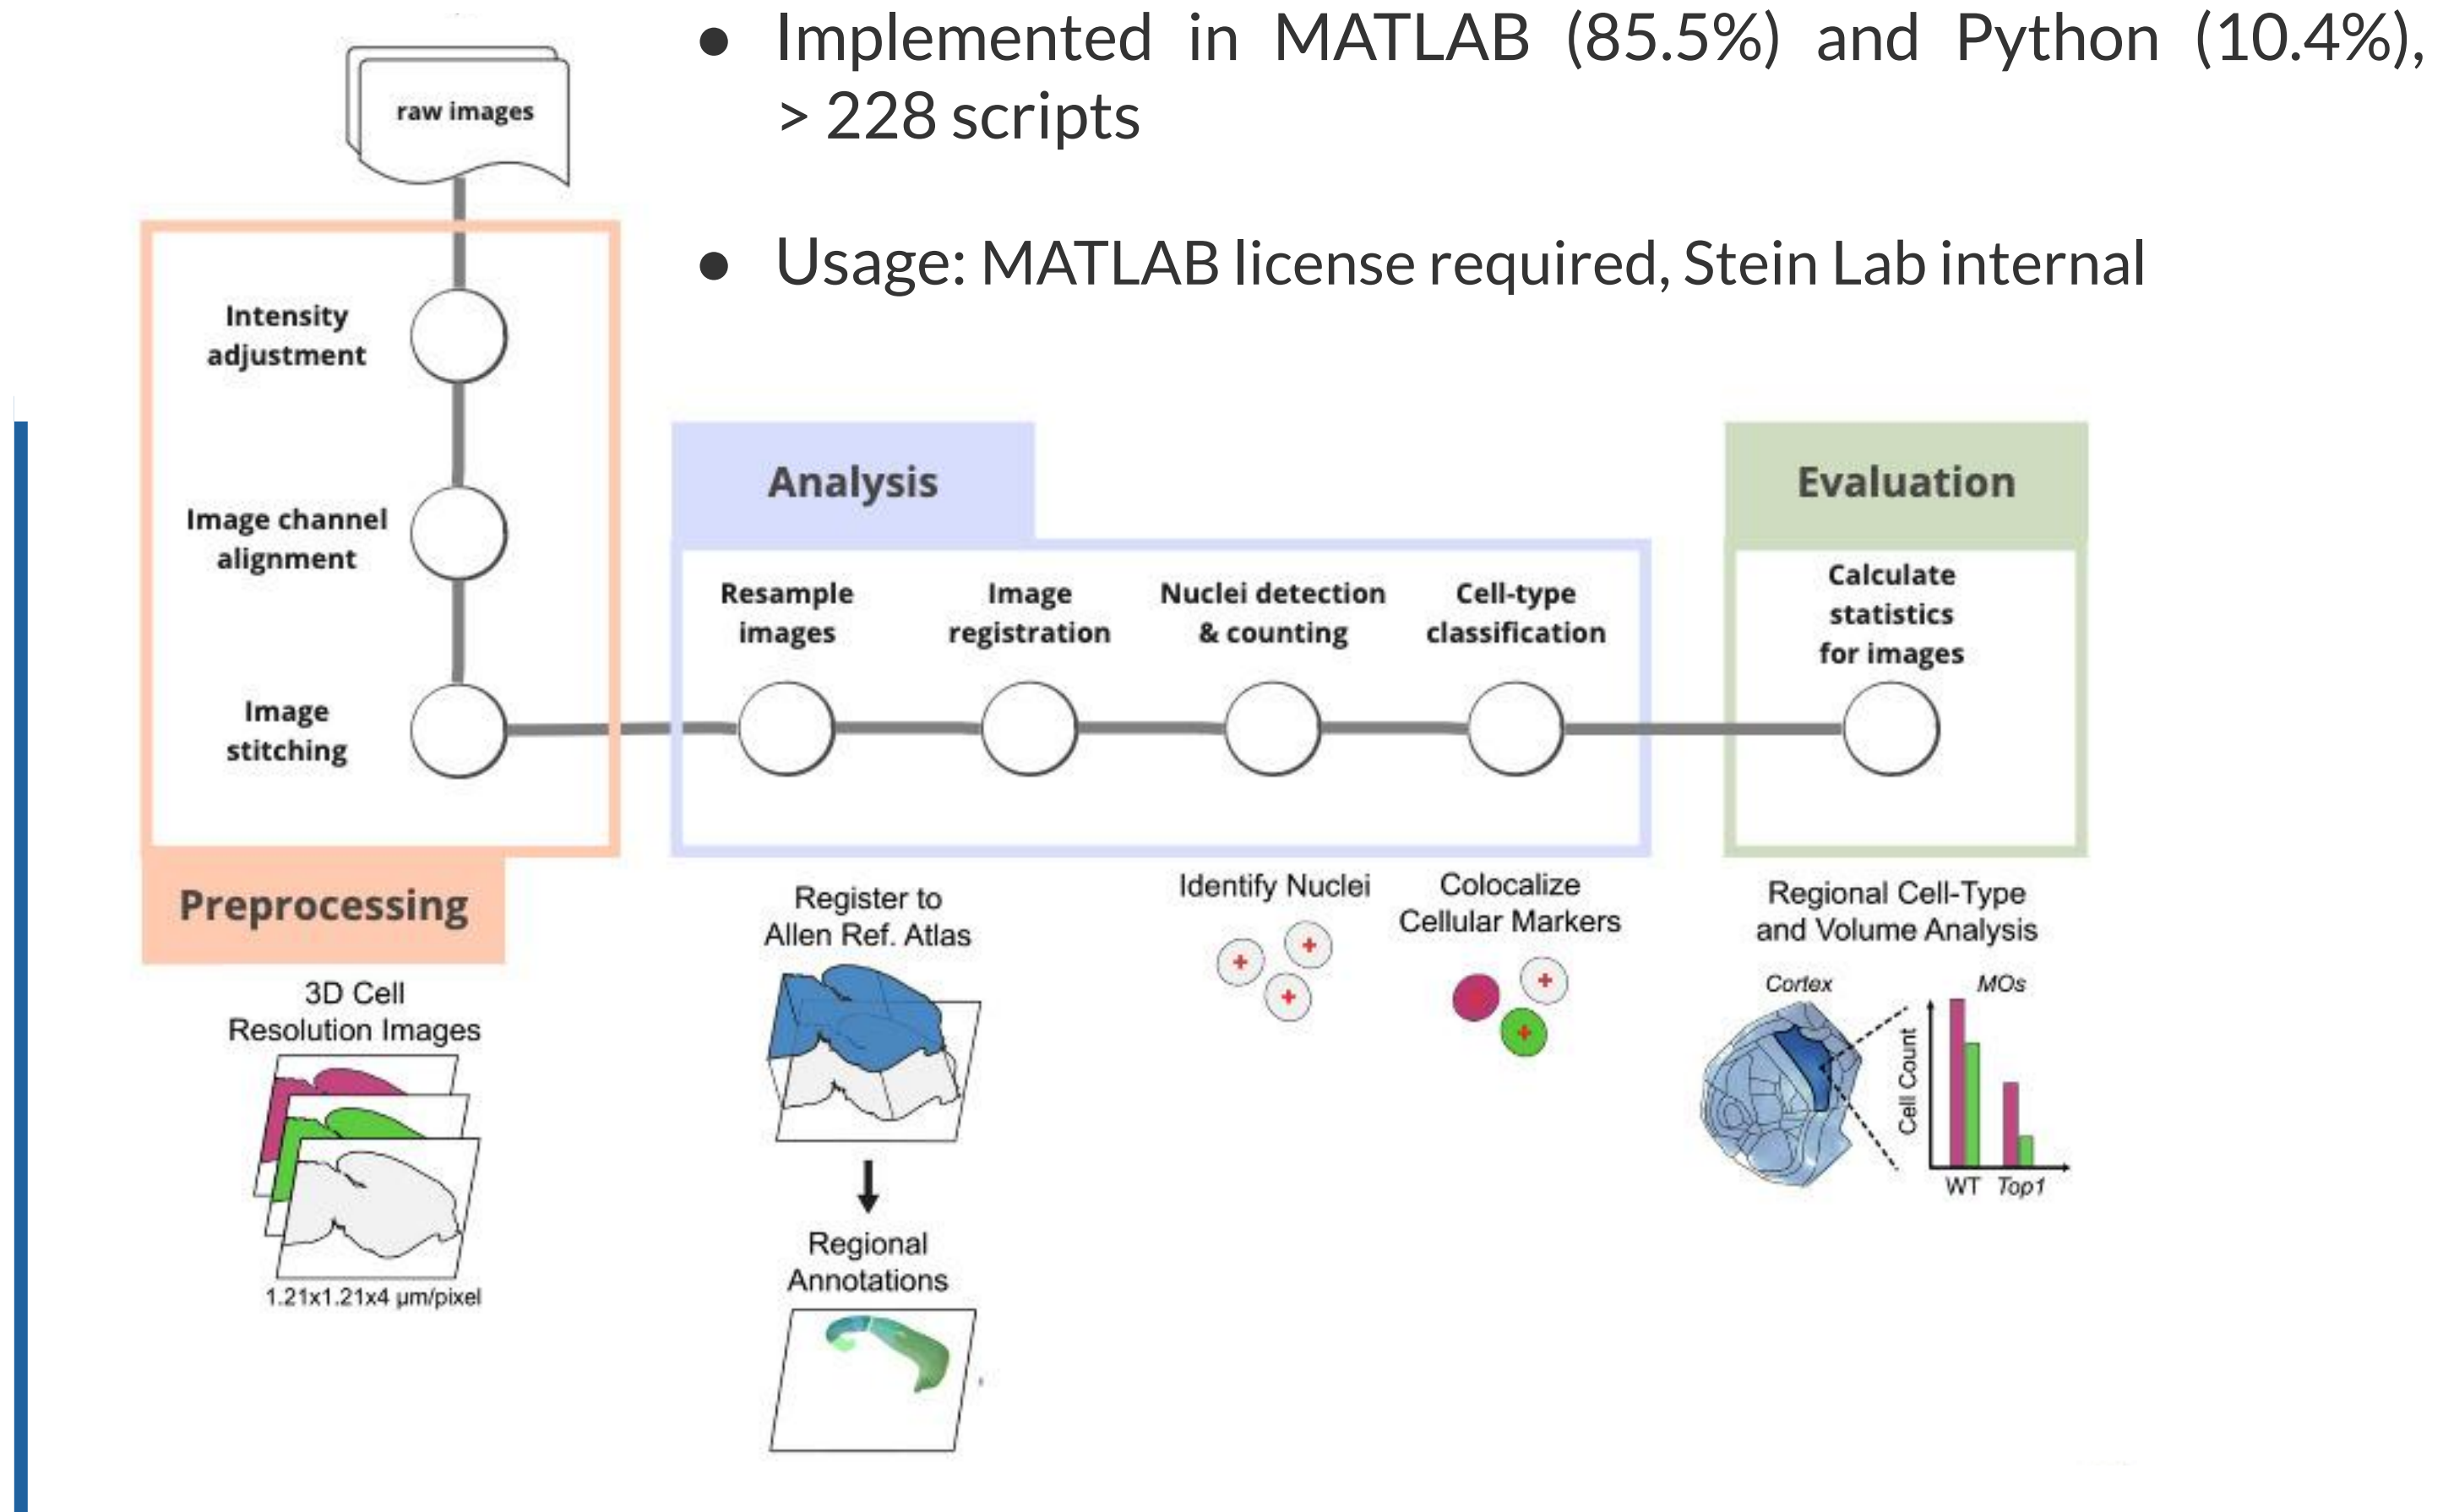 ● Implemented in MATLAB (85.5%) and Python (10.4%),
> 228 scripts
● Usage: MATLAB license required, Stein Lab internal
raw images
Intensity
adjustment
Image channel
alignment
Image
stitching
Preprocessing
3D Cell
Resolution Images
1.21x1.21x4 µm/pixel
Analysis
Resample
images
Image
registration
Nuclei detection
& counting
Cell-type
classification
Register to
Allen Ref. Atlas
Regional
Annotations
Identify Nuclei
Colocalize
Cellular Markers
Evaluation
Calculate
statistics
for images
Regional Cell-Type
and Volume Analysis
Cortex
MOs
Cell Count
WT
Top1